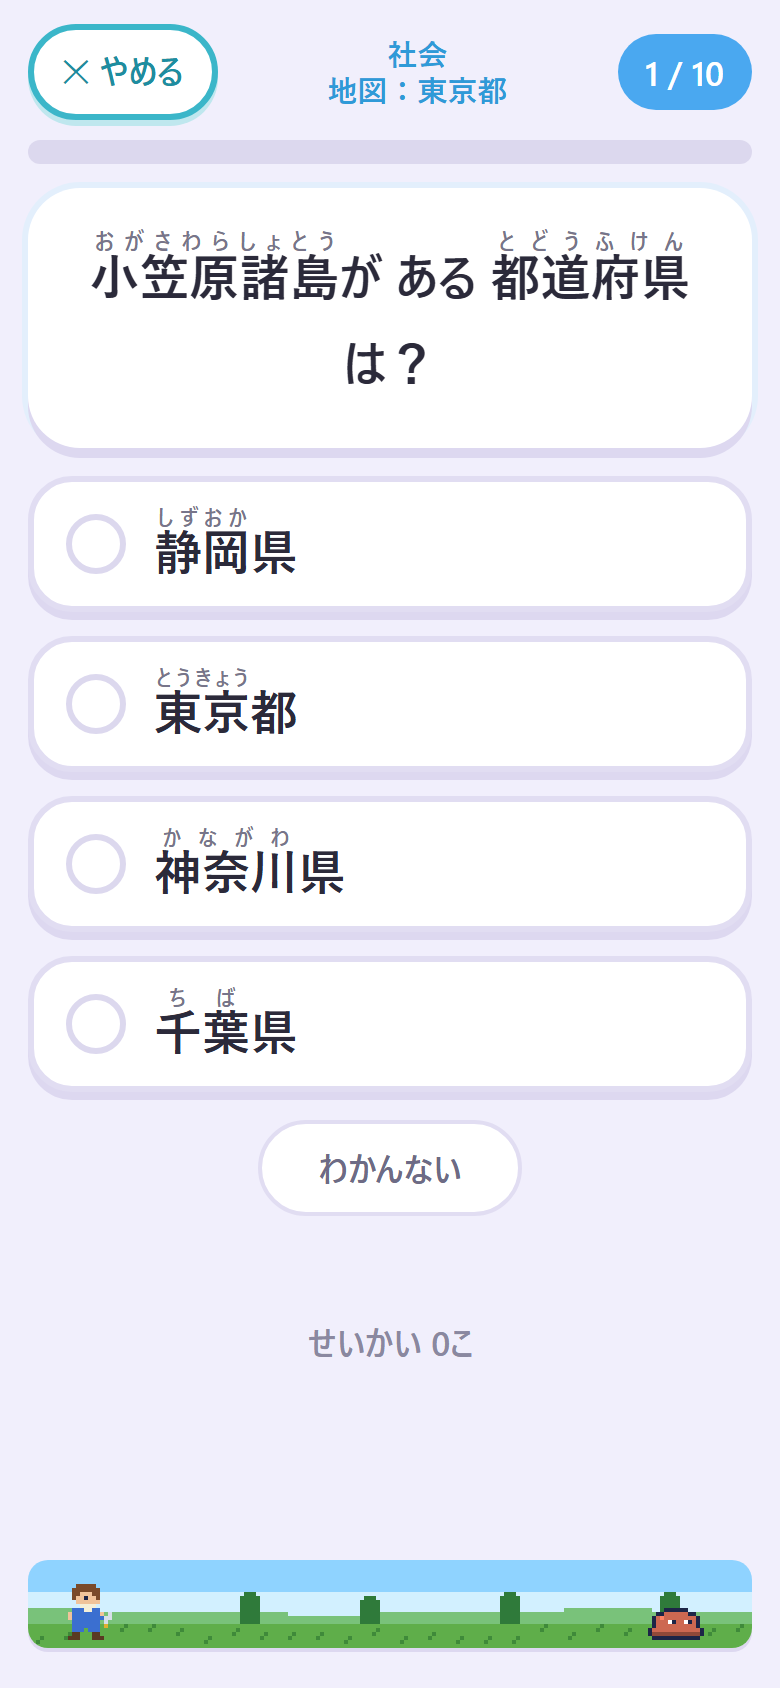 × やめる
社会
地図：東京都
1 / 10
おがさわらしょとう とどうふけん
小笠原諸島が ある 都道府県
は？
しずおか
静岡県
とうきょう
東京都
かながわ
神奈川県
ちば
千葉県
わかんない
せいかい 0こ